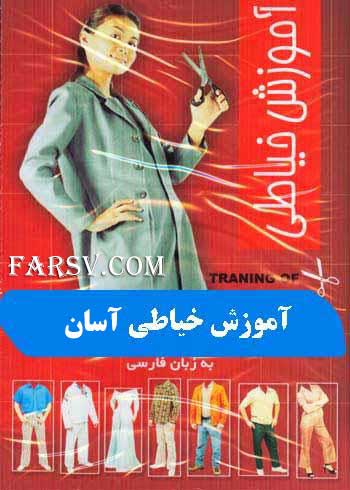 آموزش خیاطی
FARSV.COM
TRANING OF
آموزش خیاطی آسان
به زبان فارسی